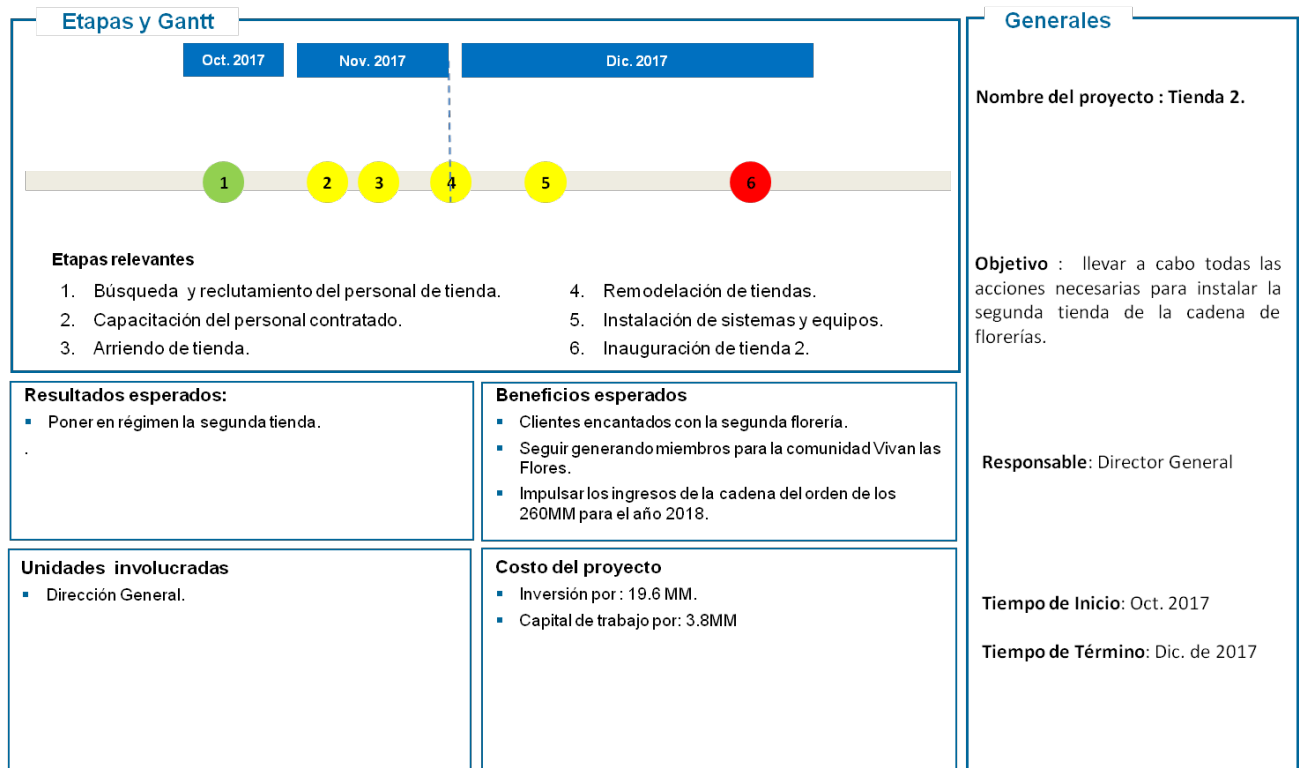 Etapas y Gantt
Oct. 2017
Nov. 2017
Dic. 2017
1
2
3
4
5
6
Etapas relevantes
1. Búsqueda y reclutamiento del personal de tienda.
2. Capacitación del personal contratado.
3. Arriendo de tienda.
4. Remodelación de tiendas.
5. Instalación de sistemas y equipos.
6. Inauguración de tienda 2.
Resultados esperados:
▪ Poner en régimen la segunda tienda.
.
Beneficios esperados
▪ Clientes encantados con la segunda florería.
▪ Seguir generando miembros para la comunidad Vivan las
Flores.
▪ Impulsar los ingresos de la cadena del orden de los
260MM para el año 2018.
Unidades involucradas
▪ Dirección General.
Costo del proyecto
▪ Inversión por : 19.6 MM.
▪ Capital de trabajo por: 3.8MM
Generales
Nombre del proyecto : Tienda 2.
Objetivo : llevar a cabo todas las
acciones necesarias para instalar la
segunda tienda de la cadena de
florerías.
Responsable: Director General
Tiempo de Inicio: Oct. 2017
Tiempo de Término: Dic. de 2017